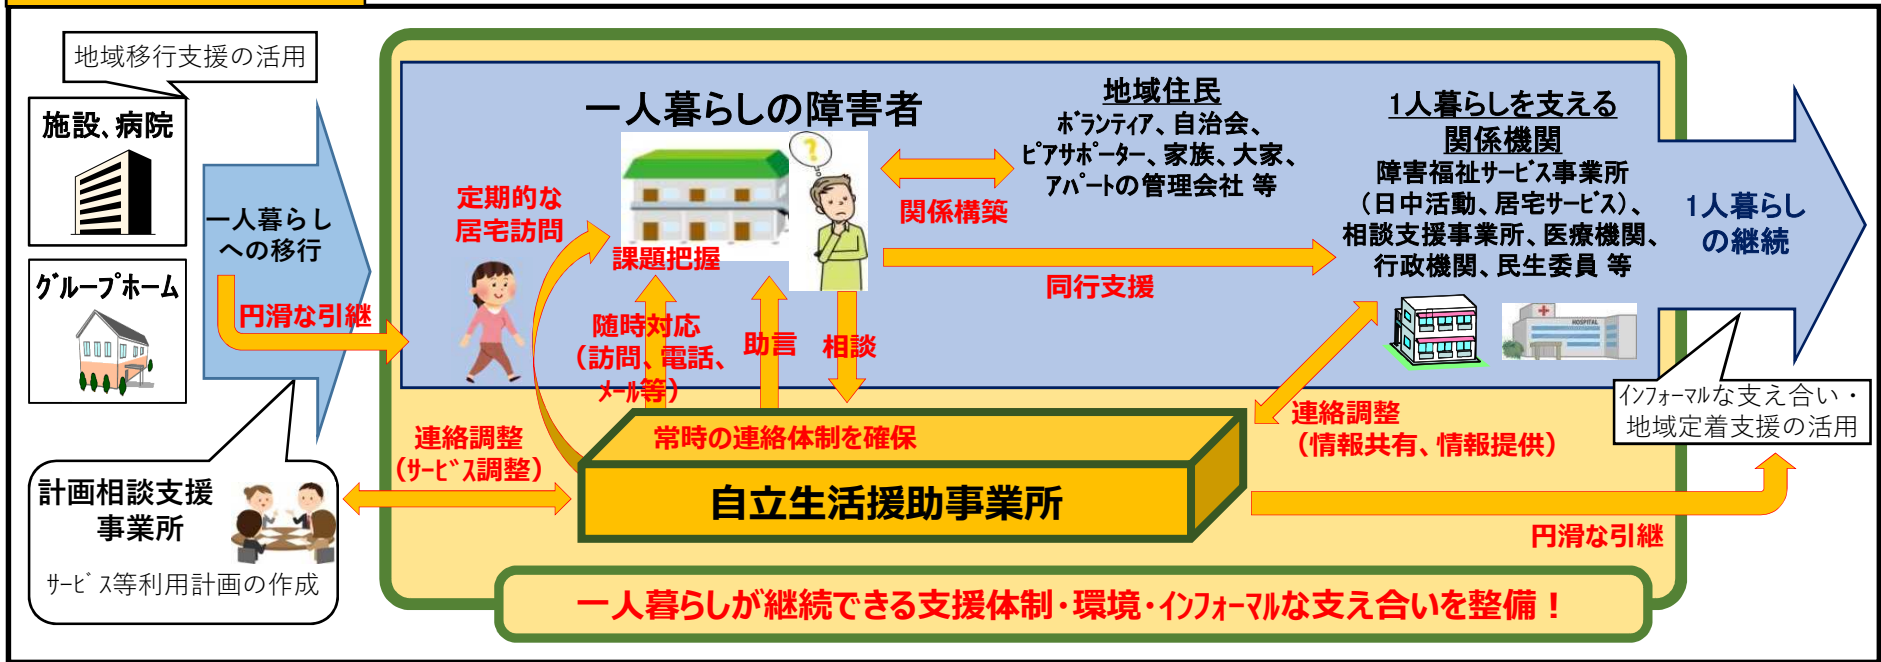 地域移行支援の活用
施設、病院
グループホーム
一人暮らし
への移行
円滑な引継
計画相談支援
事業所
サービス等利用計画の作成
一人暮らしの障害者
?
定期的な
居宅訪問
課題把握
随時対応
（訪問、電話、
メール等）
助言
相談
地域住民
ボランティア、自治会、
ピアサポーター、家族、大家、
アパートの管理会社 等
関係構築
同行支援
1人暮らしを支える
関係機関
障害福祉サービス事業所
（日中活動、居宅サービス）、
相談支援事業所、医療機関、
行政機関、民生委員 等
HOSPITAL
連絡調整
（サービス調整）
常時の連絡体制を確保
自立生活援助事業所
連絡調整
（情報共有、情報提供）
円滑な引継
1人暮らし
の継続
インフォーマルな支え合い・
地域定着支援の活用
一人暮らしが継続できる支援体制・環境・インフォーマルな支え合いを整備！